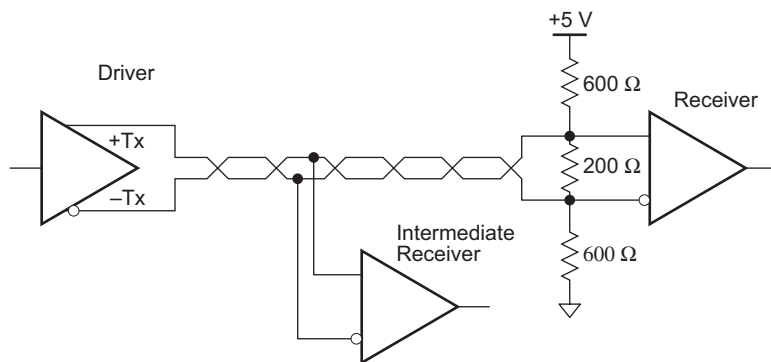 +5 V
Driver
600 Ω
Receiver
+Tx
200 Ω
–Tx
Intermediate
Receiver
600 Ω